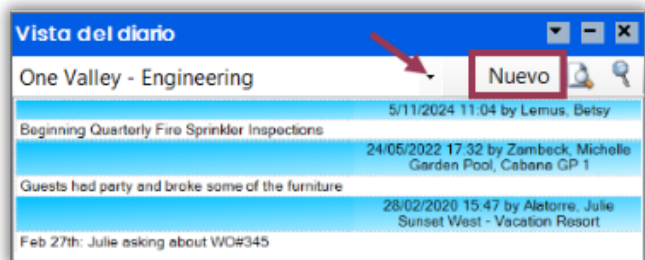 Vista del diario
One Valley - Engineering
Nuevo
5/11/2024 11:04 by Lemus, Betsy
Beginning Quarterly Fire Sprinkler Inspections
24/05/2022 17:32 by Zambeck, Michelle
Garden Pool, Cabana GP 1
Guests had party and broke some of the furniture
28/02/2020 15:47 by Alatorre, Julie
Sunset West - Vacation Resort
Feb 27th: Julie asking about WO#345